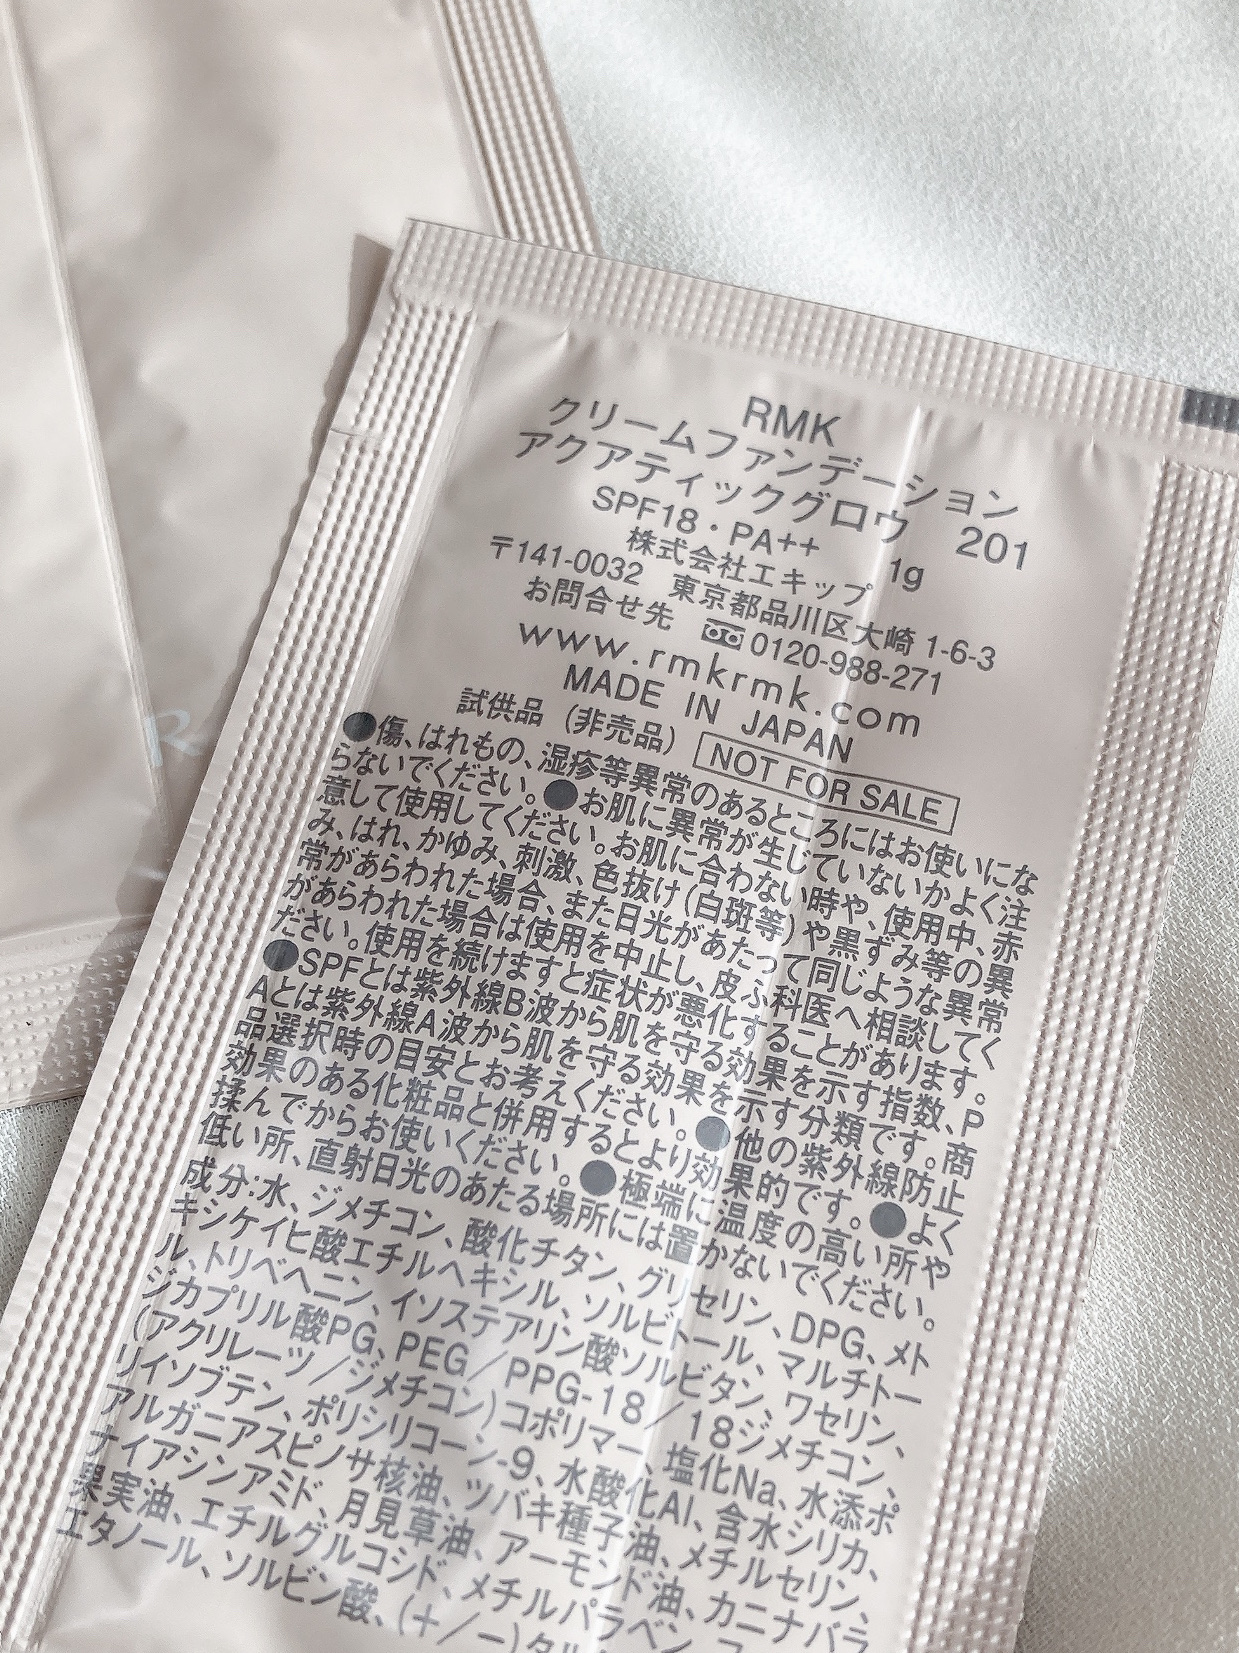 RMK
クリームファンデーション
アクアティックグロウ 201
SPF18・PA++ 1g
株式会社エキップ
〒141-0032 東京都品川区大崎 1-6-3
お問合せ先 0120-988-271
www.rmkrmk.com
MADE IN JAPAN
試供品（非売品） NOT FOR SALE
●傷、はれもの、湿疹等異常のあるところにはお使いにな
らないでください。●お肌に異常が生じていないかよく注
意して使用してください。お肌に合わない時や、使用中、赤
み、はれ、かゆみ、刺激、色抜け（白斑等）や黒ずみ等の異
常があらわれた場合、また日光があたって同じような異常
があらわれた場合は使用を中止し、皮ふ科医へ相談してく
ださい。使用を続けますと症状が悪化することがあります。
●SPFとは紫外線B波から肌を守る効果を示す指数、P
Aとは紫外線A波から肌を守る効果を示す分類です。商
品選択時の目安とお考えください。●他の紫外線防止
効果のある化粧品と併用するとより効果的です。●よく
揉んでからお使いください。●極端に温度の高い所や
低い所、直射日光のあたる場所には置かないでください。
成分:水、ジメチコン、酸化チタン、グリセリン、DPG、メト
キシケイヒ酸エチルヘキシル、ソルビトール、マルチトー
ル、トリベヘニン、イソステアリン酸ソルビタン、ワセリン、
ジカプリル酸PG、PEG／PPG-18／18ジメチコン、
（アクリレーツ／ジメチコン）コポリマー、塩化Na、水添ポ
リイソブテン、ポリシリコーン-9、水酸化Al、含水シリカ、
アルガニアスピノサ核油、ツバキ種子油、メチルセリン、
ナイアシンアミド、月見草油、アーモンド油、カニナバラ
果実油、エチルグルコシド、メチルパラベン、
エタノール、ソルビン酸、(+／−)
R